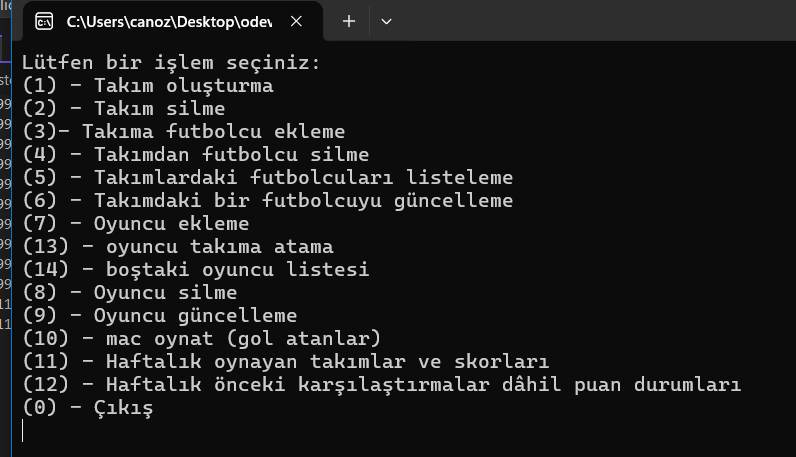 C:\Users\canoz\Desktop\odev
Lütfen bir işlem seçiniz:
(1) - Takım oluşturma
(2) - Takım silme
(3)- Takıma futbolcu ekleme
(4) - Takımdan futbolcu silme
(5) - Takımlardaki futbolcuları listeleme
(6) - Takımdaki bir futbolcuyu güncelleme
(7) - Oyuncu ekleme
(13) - oyuncu takıma atama
(14) - boştaki oyuncu listesi
(8) - Oyuncu silme
(9) - Oyuncu güncelleme
(10) - mac oynat (gol atanlar)
(11) - Haftalık oynayan takımlar ve skorları
(12) - Haftalık önceki karşılaştırmalar dâhil puan durumları
(0) - Çıkış